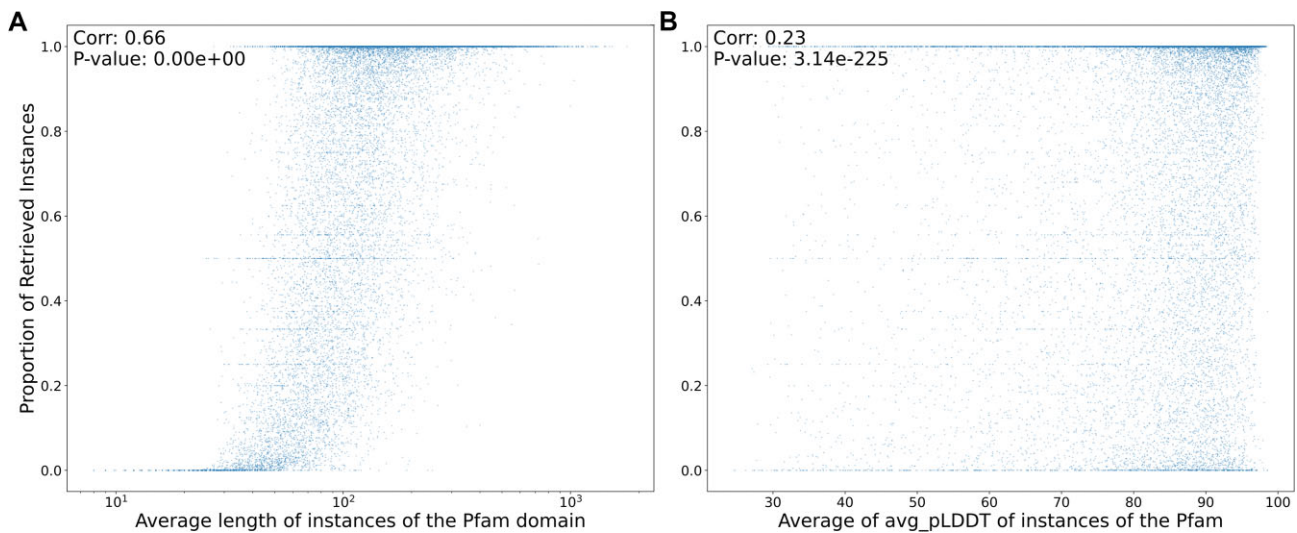 A
Corr: 0.66
P-value: 0.00e+00
1.0
0.8
0.6
0.4
0.2
0.0
Proportion of Retrieved Instances
10¹
10²
10³
Average length of instances of the Pfam domain
B
Corr: 0.23
P-value: 3.14e-225
1.0
0.8
0.6
0.4
0.2
0.0
30
40
50
60
70
80
90
100
Average of avg_pLDDT of instances of the Pfam